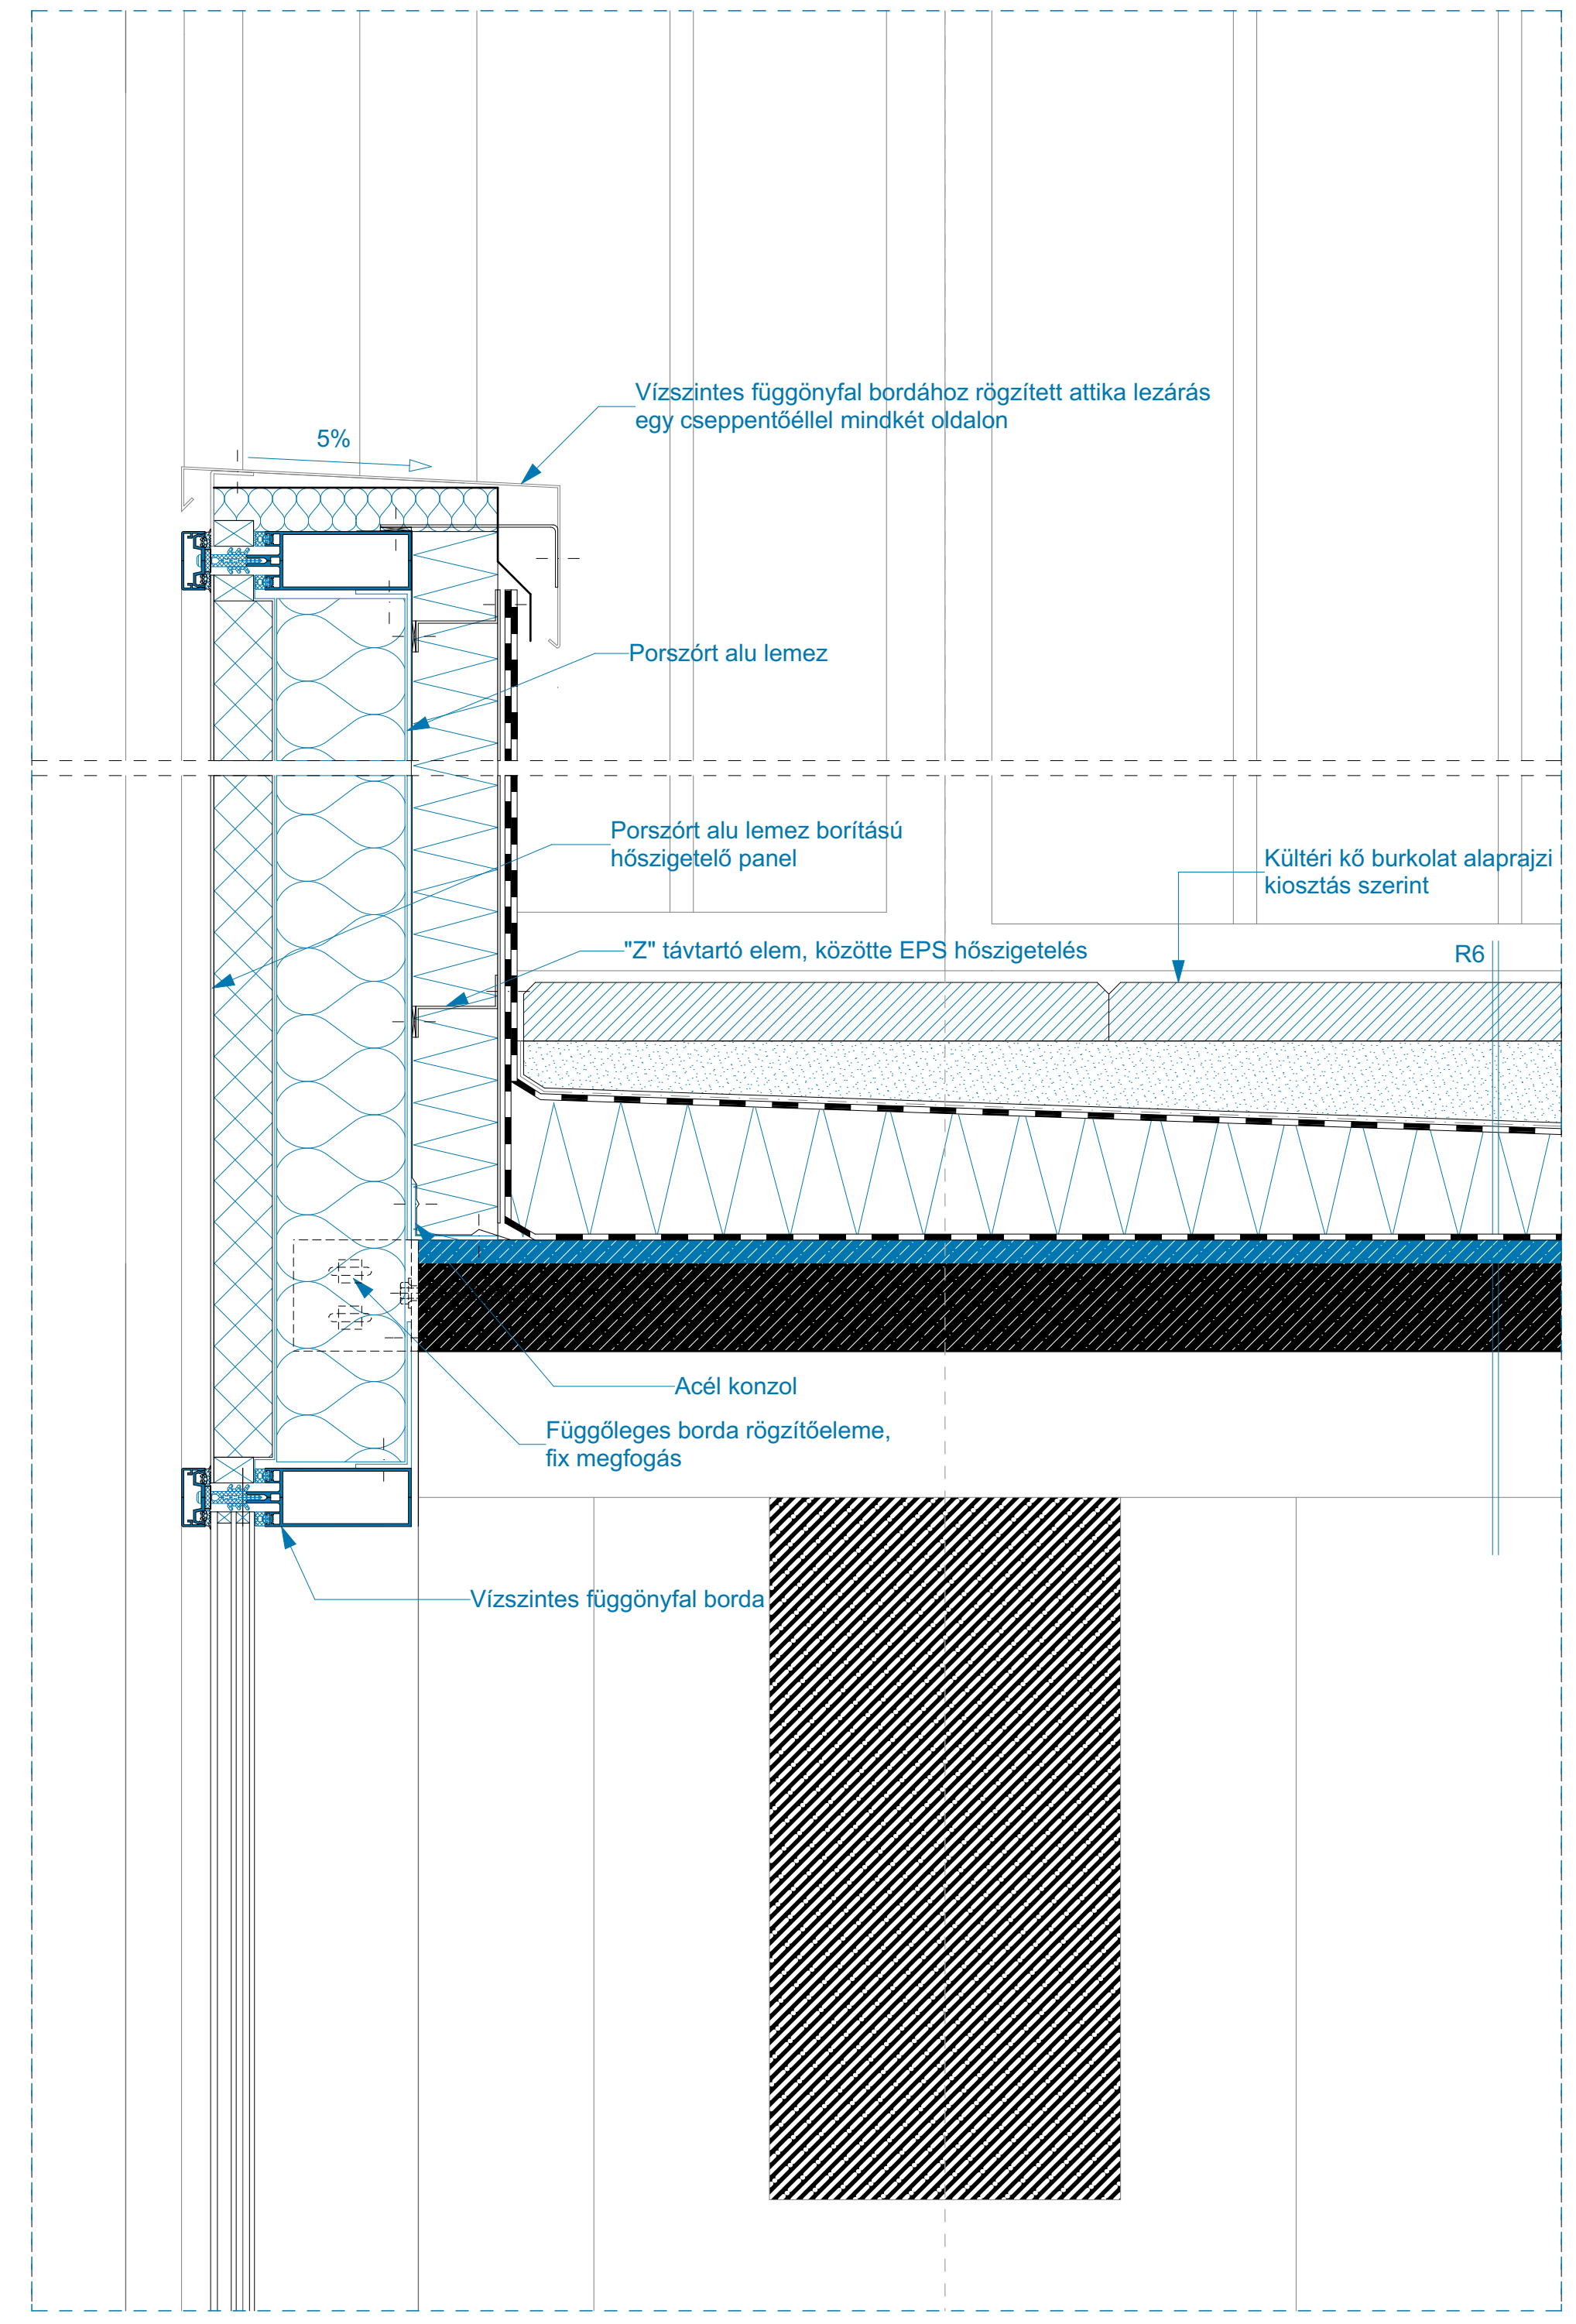 Vízszintes függönyfal bordához rögzített attika lezárás
egy cseppentőéllel mindkét oldalon
5%
Porszórt alu lemez
Porszórt alu lemez borítású
hőszigetelő panel
Kültéri kő burkolat alaprajzi
kiosztás szerint
"Z" távtartó elem, közötte EPS hőszigetelés
R6
Acél konzol
Függőleges borda rögzítőeleme,
fix megfogás
Vízszintes függönyfal borda